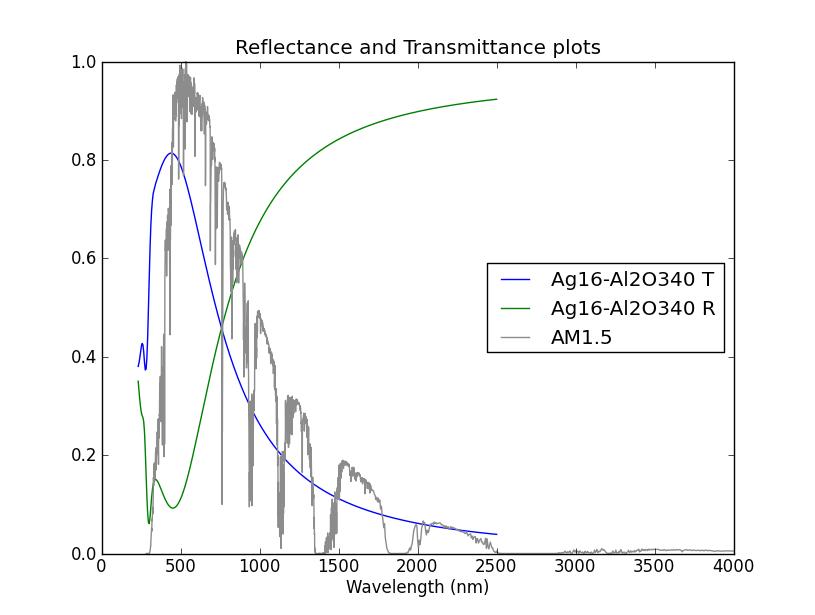 Reflectance and Transmittance plots
1.0
0.8
0.6
0.4
0.2
0.0
Ag16-Al2O340 T
Ag16-Al2O340 R
AM1.5
0 500 1000 1500 2000 2500 3000 3500 4000
Wavelength (nm)